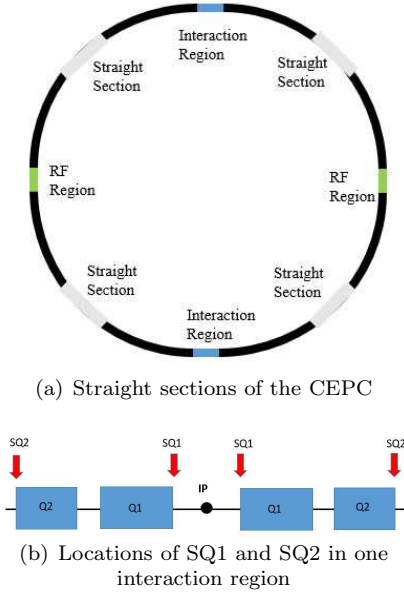 Interaction
Region
Straight
Section
Straight
Section
RF
Region
RF
Region
Straight
Section
Straight
Section
Interaction
Region
(a) Straight sections of the CEPC
SQ2
SQ1
IP
SQ1
SQ2
Q2
Q1
Q1
Q2
(b) Locations of SQ1 and SQ2 in one
interaction region